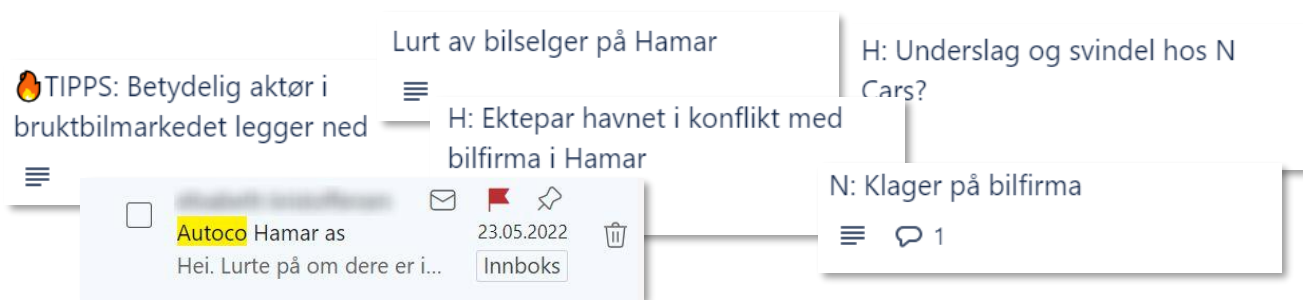 Lurt av bilselger på Hamar
H: Underslag og svindel hos N
Cars?
🔥TIPPS: Betydelig aktør i
bruktbilmarkedet legger ned
H: Ektepar havnet i konflikt med
bilfirma i Hamar
N: Klager på bilfirma
1
Autoco Hamar as
23.05.2022
Hei. Lurte på om dere er i...
Innboks